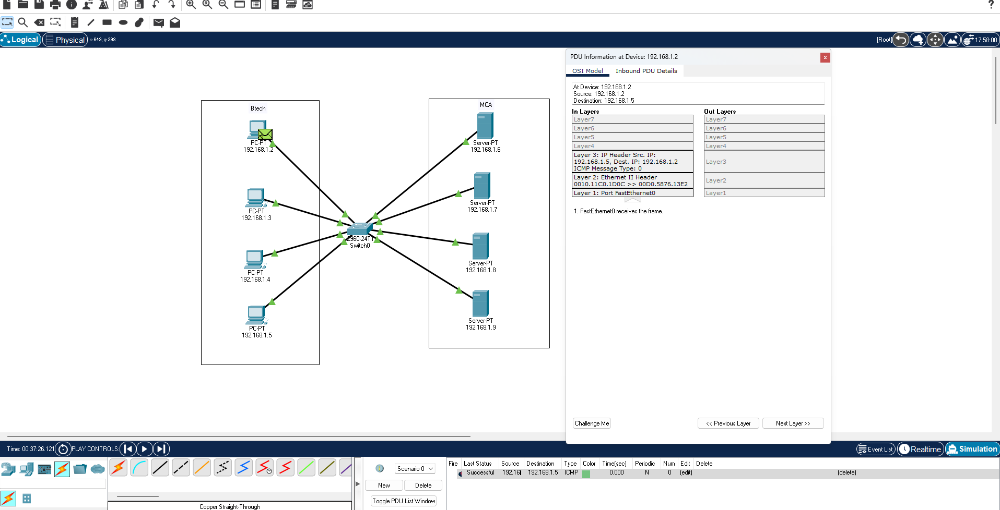 Logical
Physical
x: 649, y: 298
[Root]
17:58:00
Btech
PC-PT
192.168.1.2
PC-PT
192.168.1.3
PC-PT
192.168.1.4
PC-PT
192.168.1.5
Switch0
MCA
Server-PT
192.168.1.6
Server-PT
192.168.1.7
Server-PT
192.168.1.8
Server-PT
192.168.1.9
PDU Information at Device: 192.168.1.2
x
OSI Model
Inbound PDU Details
At Device: 192.168.1.2
Source: 192.168.1.2
Destination: 192.168.1.5
In Layers
Layer7
Layer6
Layer5
Layer4
Layer 3: IP Header Src. IP:
192.168.1.5, Dest. IP: 192.168.1.2
ICMP Message Type: 0
Layer 2: Ethernet II Header
0010.11C0.1D0C >> 00D0.5876.13E2
Layer 1: Port FastEthernet0
Out Layers
Layer7
Layer6
Layer5
Layer4
Layer3
Layer2
Layer1
1. FastEthernet0 receives the frame.
Challenge Me
<< Previous Layer
Next Layer >>
Time: 00:37:26.121
PLAY CONTROLS:
Event List
Realtime
Simulation
Scenario 0
New
Delete
Toggle PDU List Window
Copper Straight-Through
Fire Last Status Source Destination Type Color Time(sec) Periodic Num Edit Delete
Successful 192.16 192.168.1.5 ICMP 0.000 N 0 (edit) (delete)